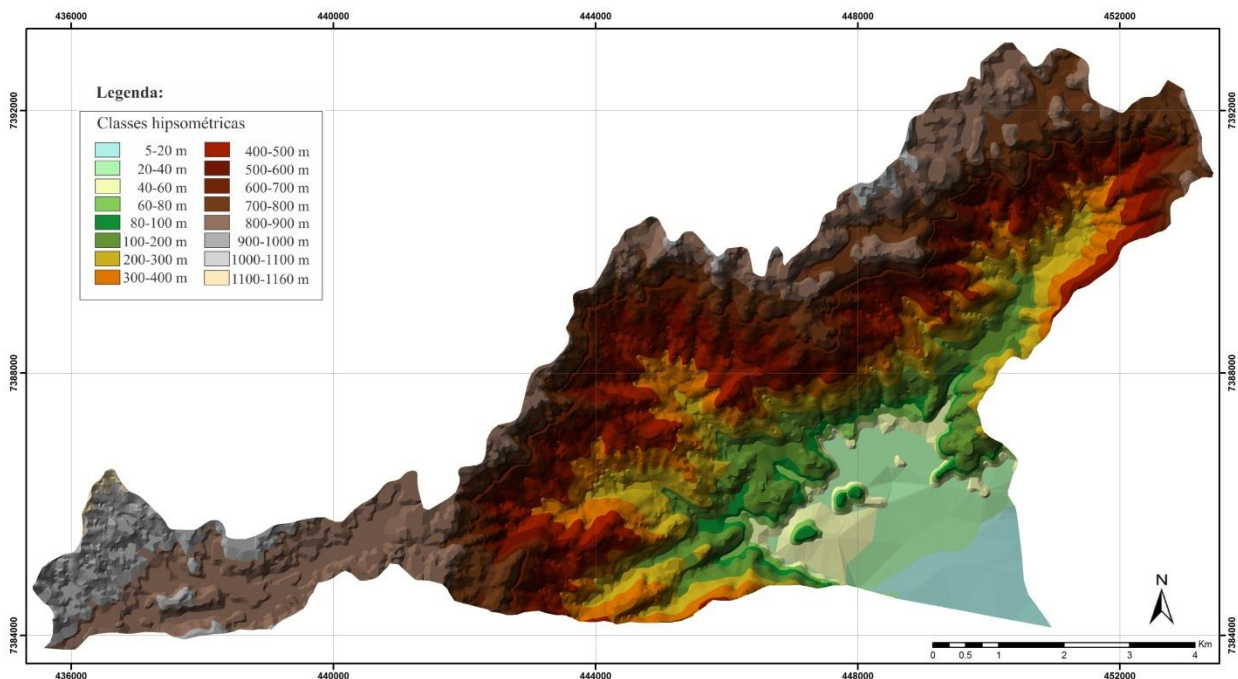 436000 440000 444000 448000 452000
7392000 7392000
Legenda:
Classes hipsométricas
5-20 m 400-500 m
20-40 m 500-600 m
40-60 m 600-700 m
60-80 m 700-800 m
80-100 m 800-900 m
100-200 m 900-1000 m
200-300 m 1000-1100 m
300-400 m 1100-1160 m
7388000 7388000
N
7384000 7384000
Km
0 0.5 1 2 3 4
436000 440000 444000 448000 452000